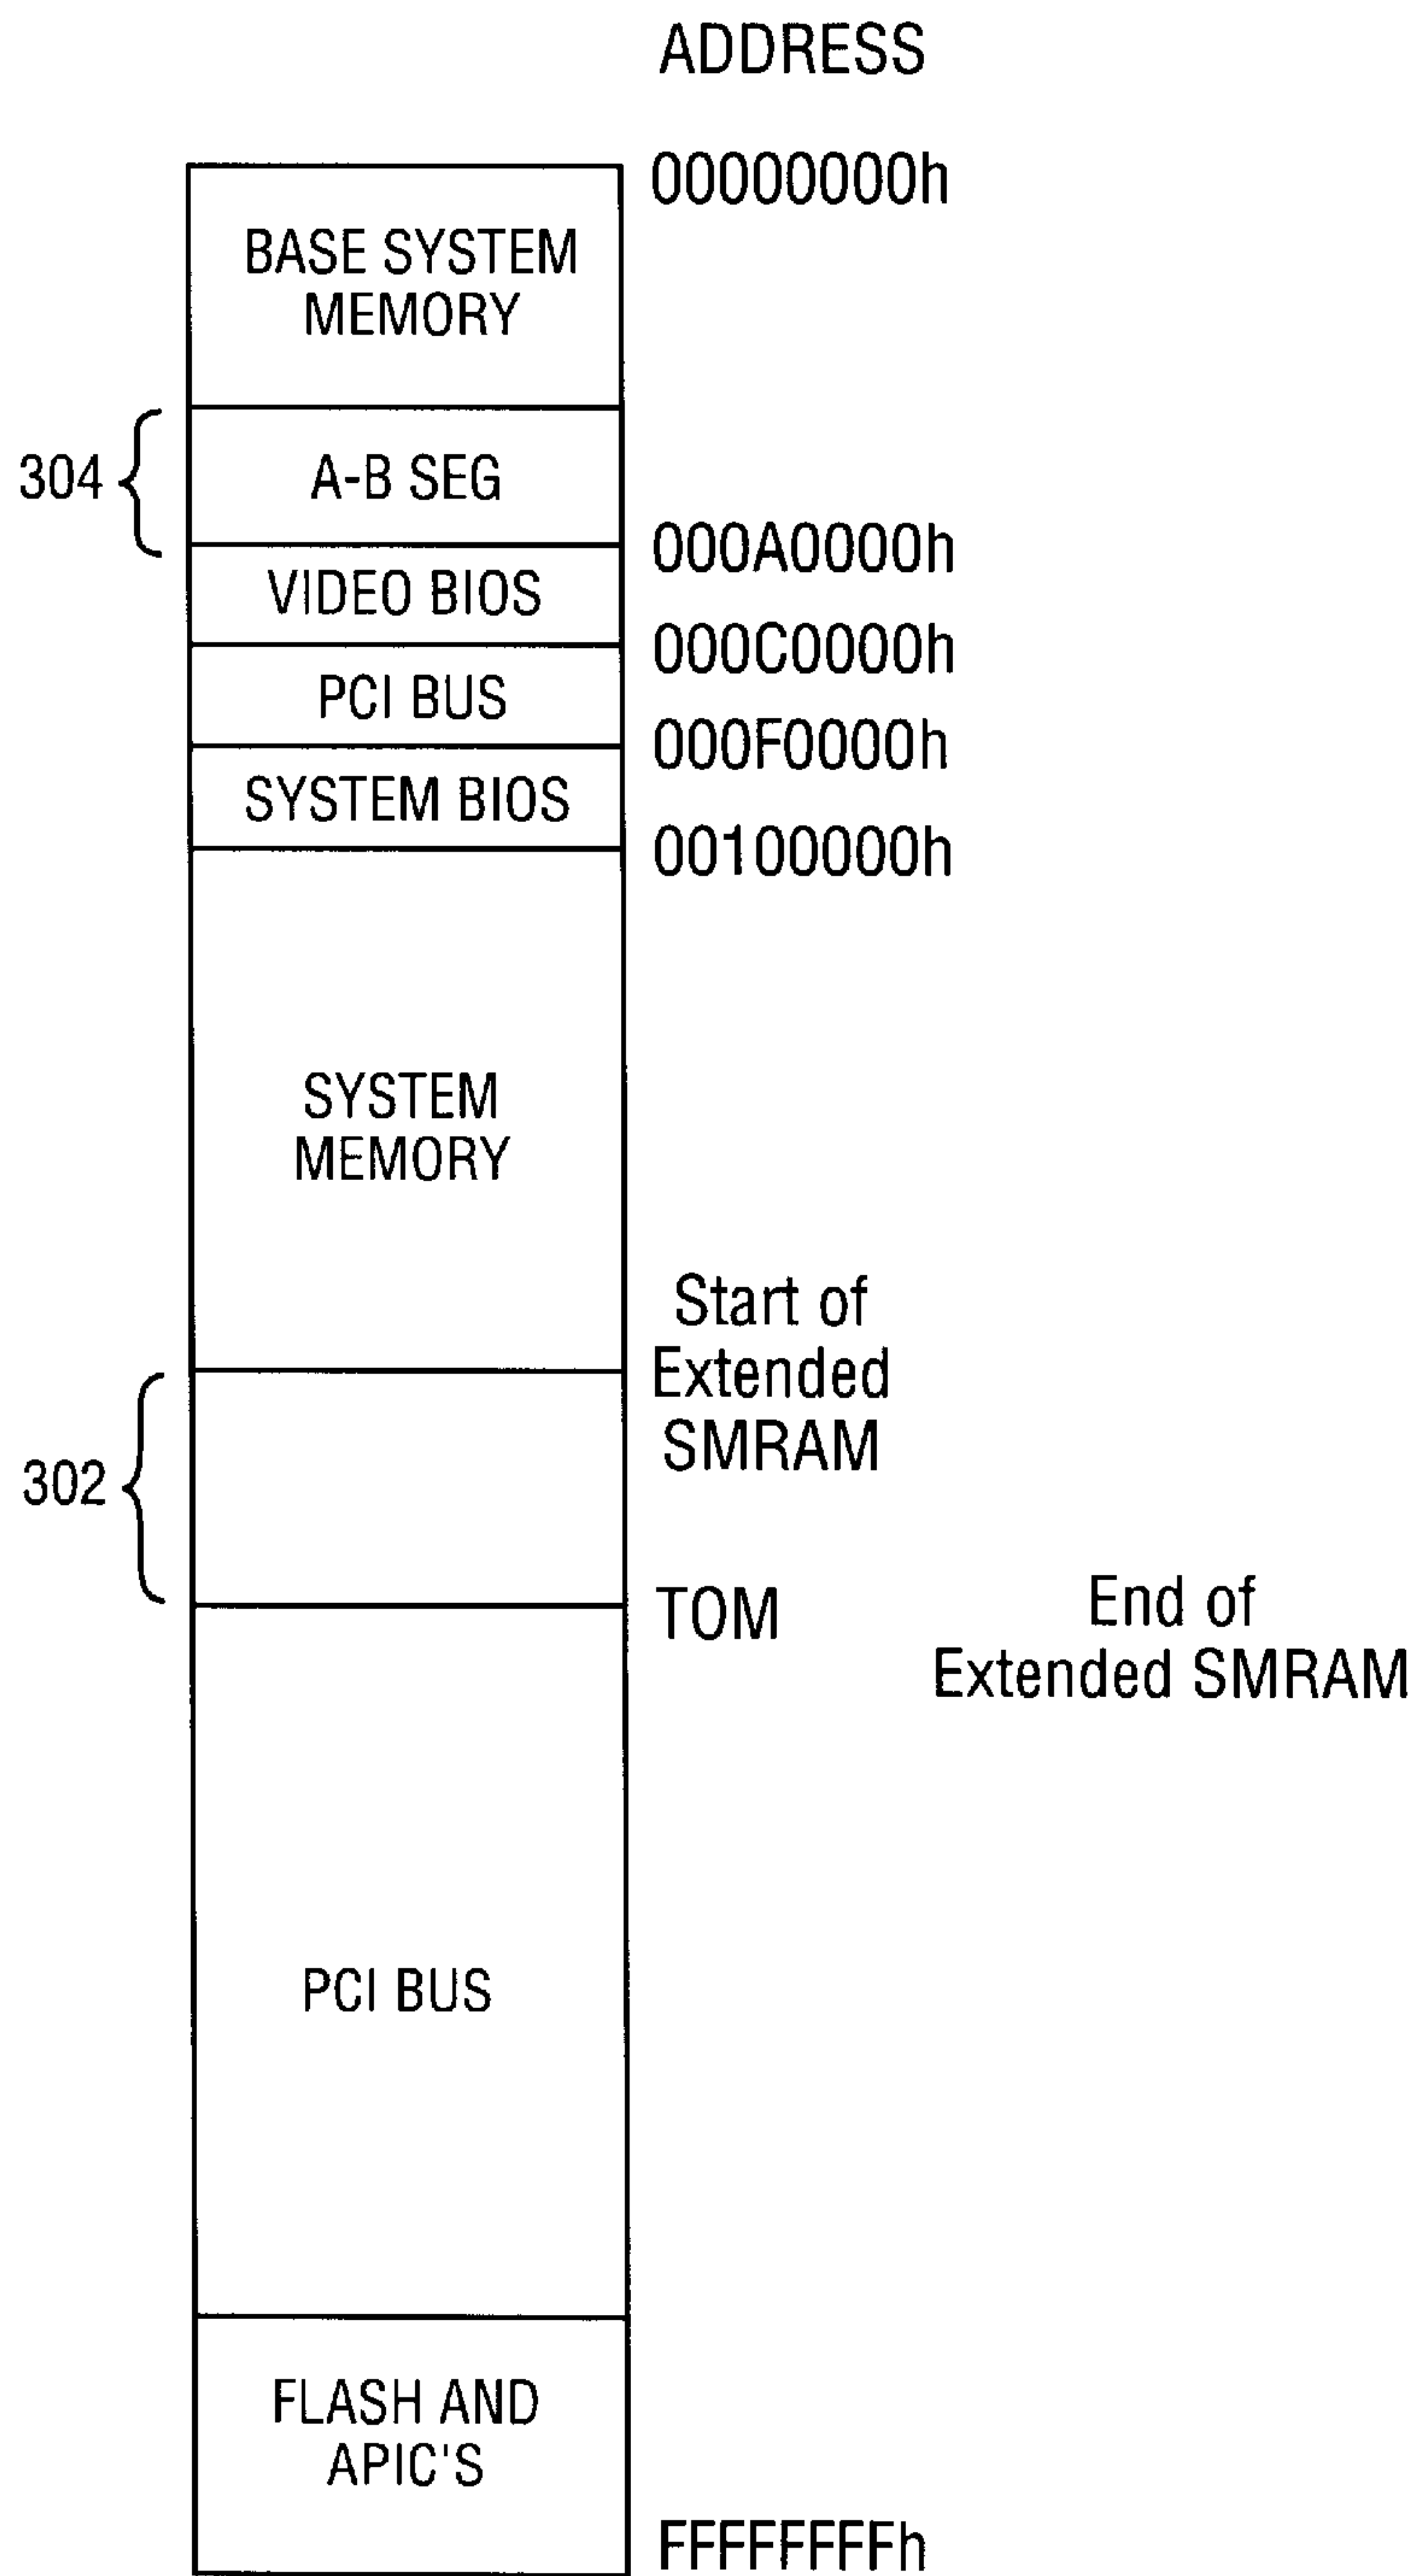 ADDRESS
00000000h
BASE SYSTEM
MEMORY
304
A-B SEG
000A0000h
VIDEO BIOS
000C0000h
PCI BUS
000F0000h
SYSTEM BIOS
00100000h
SYSTEM
MEMORY
Start of
Extended
SMRAM
302
TOM
End of
Extended SMRAM
PCI BUS
FLASH AND
APIC'S
FFFFFFFFh